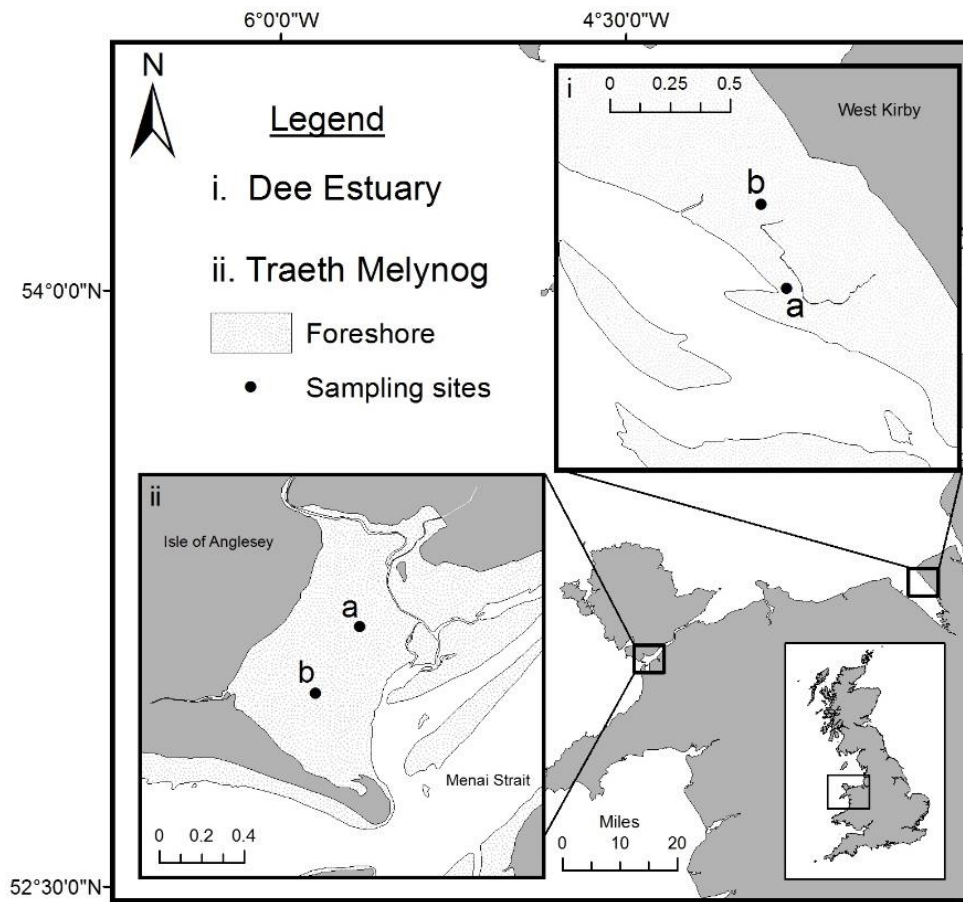 6°0'0"W
4°30'0"W
N
Legend
i. Dee Estuary
ii. Traeth Melynog
Foreshore
Sampling sites
54°0'0"N
52°30'0"N
i
0 0.25 0.5
West Kirby
b
a
ii
Isle of Anglesey
a
b
Menai Strait
0 0.2 0.4
Miles
0 10 20